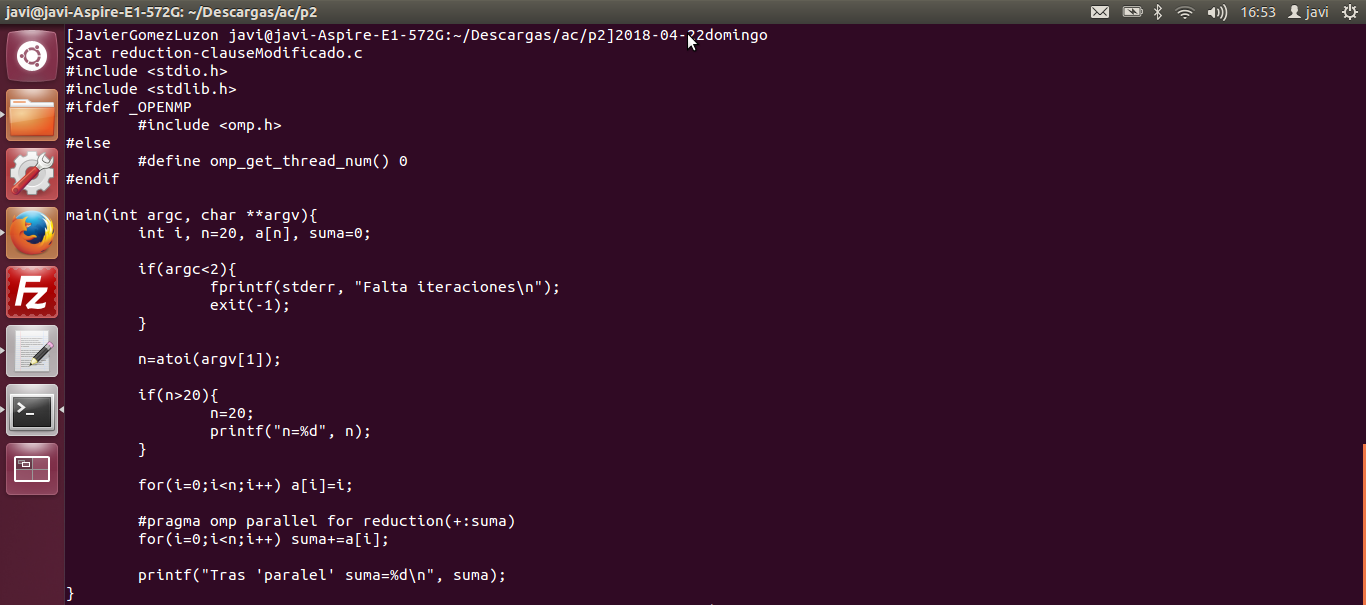 javi@javi-Aspire-E1-572G: ~/Descargas/ac/p2
16:53 javi
[JavierGomezLuzon javi@javi-Aspire-E1-572G:~/Descargas/ac/p2]2018-04-22domingo
$cat reduction-clauseModificado.c
#include <stdio.h>
#include <stdlib.h>
#ifdef _OPENMP
        #include <omp.h>
#else
        #define omp_get_thread_num() 0
#endif
main(int argc, char **argv){
        int i, n=20, a[n], suma=0;
        if(argc<2){
                fprintf(stderr, "Falta iteraciones\n");
                exit(-1);
        }
        n=atoi(argv[1]);
        if(n>20){
                n=20;
                printf("n=%d", n);
        }
        for(i=0;i<n;i++) a[i]=i;
        #pragma omp parallel for reduction(+:suma)
        for(i=0;i<n;i++) suma+=a[i];
        printf("Tras 'paralel' suma=%d\n", suma);
}
Fz
>_